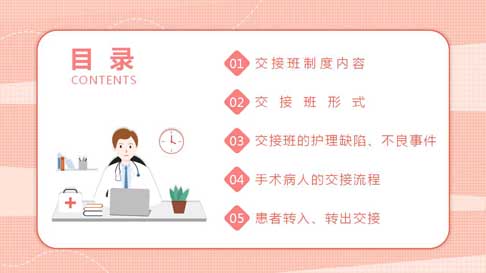 目 录
CONTENTS
01 交接班制度内容
02 交 接 班 形 式
03 交接班的护理缺陷、不良事件
04 手术病人的交接流程
05 患者转入、转出交接